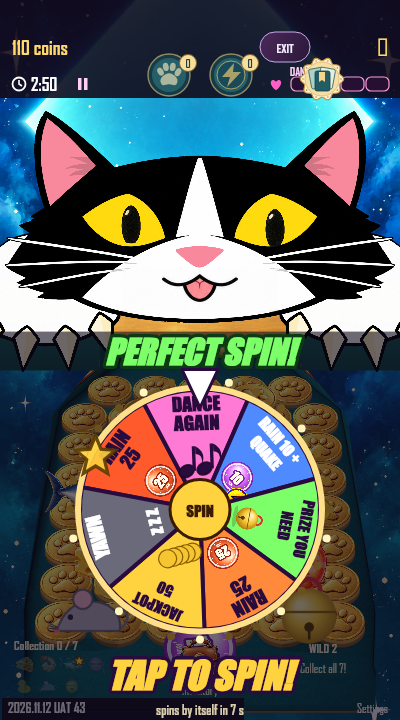 110 coins
EXIT
0
0
2:50
DAN
PERFECT SPIN!
DANCE
AGAIN
RAIN 10 +
QUAKE
10
PRIZE YOU
NEED
RAIN
25
25
JACKPOT
50
ZZZ
RAIN
25
25
SPIN
Collection 0 / 7
WILD 2
Collect all 7!
TAP TO SPIN!
2026.11.12 UAT 43
spins by itself in 7 s
Settings